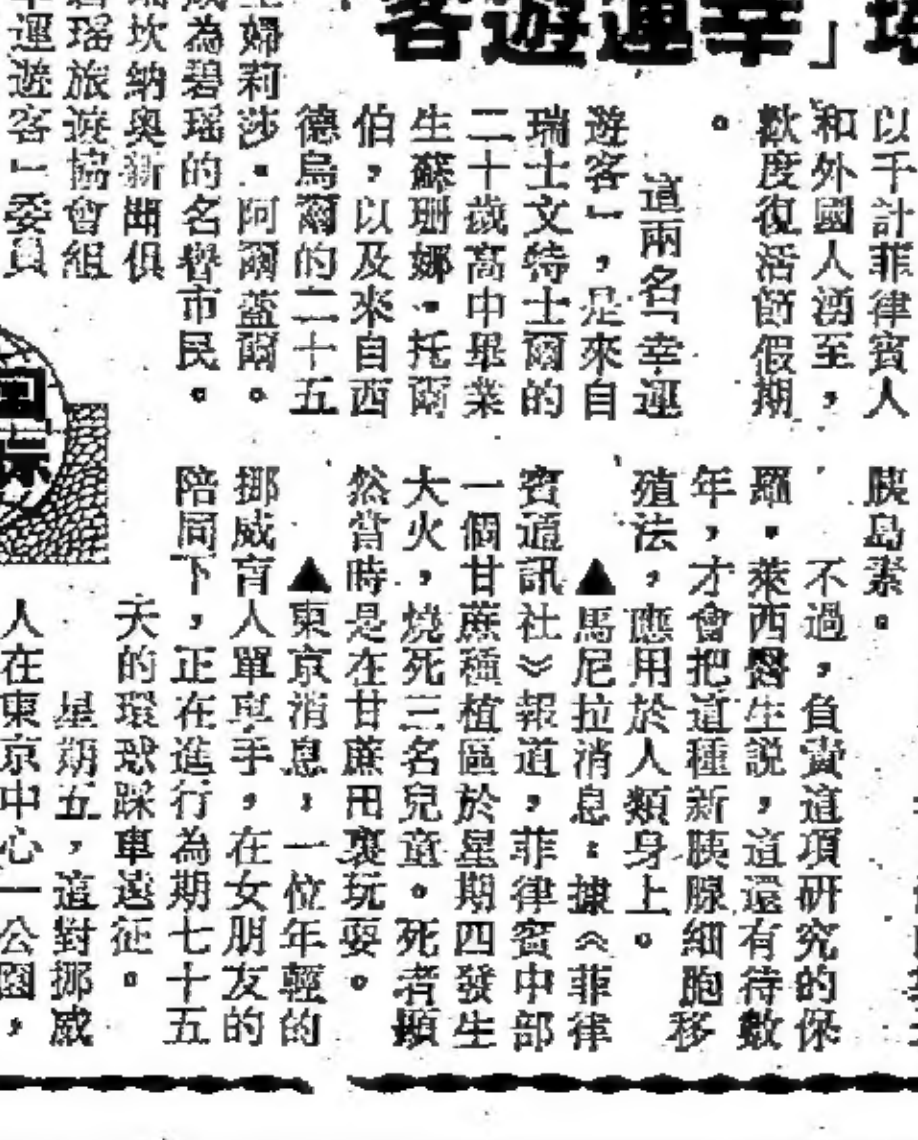 「幸運遊客
以千計菲律賓人
和外國人湧至，
歡度復活節假期
。
這兩名「幸運
遊客」，是來自
瑞士文特士爾的
二十歲高中畢業
生蘇珊娜·托爾
伯，以及來自西
德烏爾的二十五
婦莉莎·阿爾蓋爾。
為碧瑤的名譽市民。
坎納奧新聞俱
瑤旅遊協會組
運遊客」委員
胰島素。
不過，負責這項研究的保
羅·萊西醫生說，這還有待數
年，才會把這種新胰腺細胞移
殖法，應用於人類身上。
▲馬尼拉消息：據《菲律
賓通訊社》報道，菲律賓中部
一個甘蔗種植區於星期四發生
大火，燒死三名兒童。死者顯
然當時是在甘蔗田裏玩耍。
▲東京消息，一位年輕的
挪威盲人單車手，在女朋友的
陪同下，正在進行為期七十五
天的環球踩車遠征。
星期五，這對挪威
人在東京中心一公園，